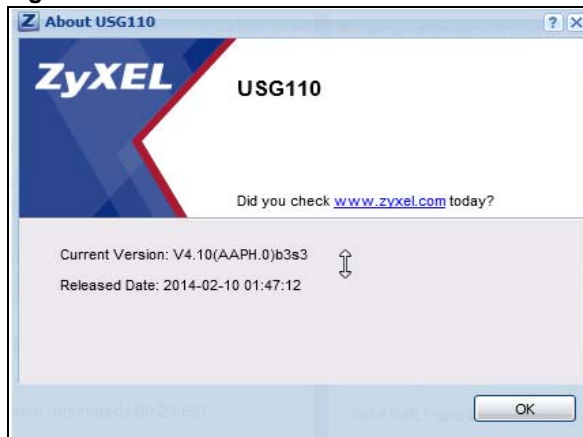 About USG110
ZyXEL
USG110
Did you check www.zyxel.com today?
Current Version: V4.10(AAPH.0)b3s3
Released Date: 2014-02-10 01:47:12
OK